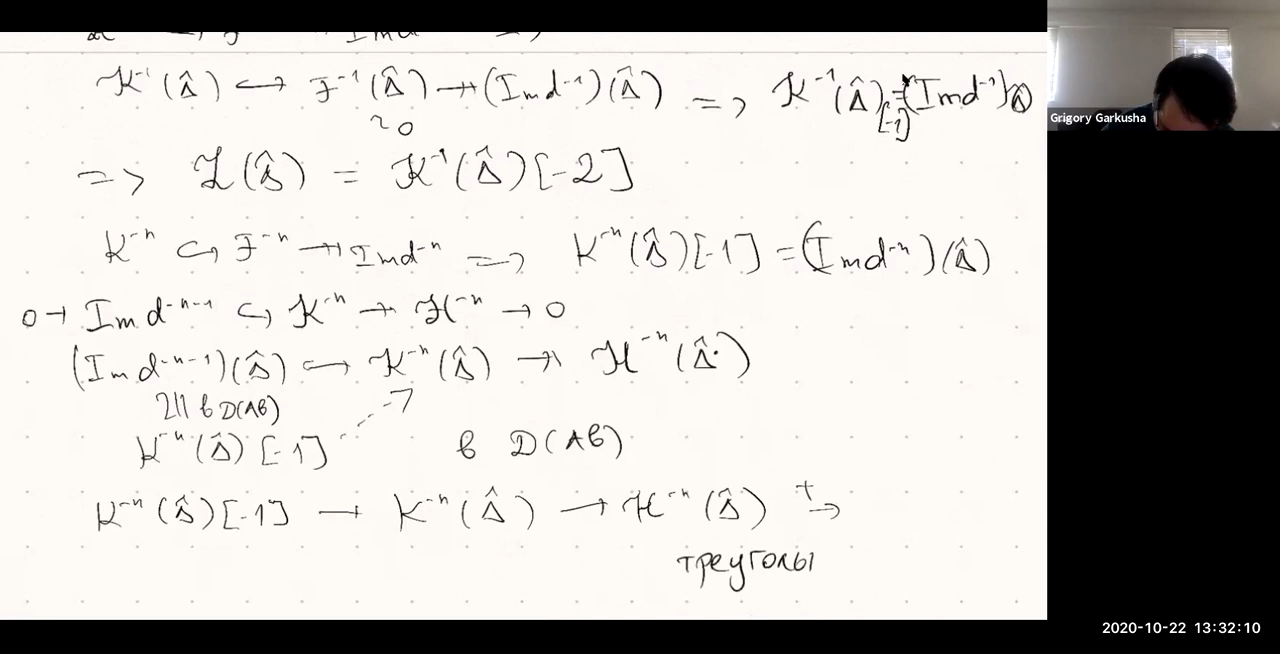 K⁻¹(Δ̂) ↪ F⁻¹(Δ̂) ↠ (Im d⁻¹)(Δ̂) => K⁻¹(Δ̂)[-1] = (Im d⁻¹)(Δ̂)
~ 0
=> L(Δ̂) = K⁻¹(Δ̂)[-2]
K⁻ⁿ ↪ F⁻ⁿ ↠ Im d⁻ⁿ => K⁻ⁿ(Δ̂)[-1] = (Im d⁻ⁿ)(Δ̂)
0 → Im d⁻ⁿ⁻¹ ↪ K⁻ⁿ → H⁻ⁿ → 0
(Im d⁻ⁿ⁻¹)(Δ̂) ↪ K⁻ⁿ(Δ̂) ↠ H⁻ⁿ(Δ̂)
в D(Ab)
K⁻ⁿ(Δ̂)[-1] в D(Ab)
K⁻ⁿ(Δ̂)[-1] → K⁻ⁿ(Δ̂) → H⁻ⁿ(Δ̂) →⁺
Grigory Garkusha
2020-10-22 13:32:10